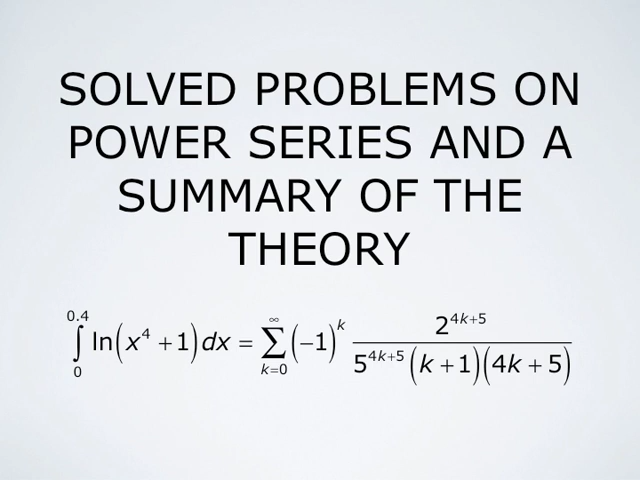 SOLVED PROBLEMS ON
POWER SERIES AND A
SUMMARY OF THE
THEORY
∫₀^0.4 ln(x⁴ + 1) dx = ∑_{k=0}^{∞} (−1)^k 2^{4k+5} / (5^{4k+5} (k + 1)(4k + 5))